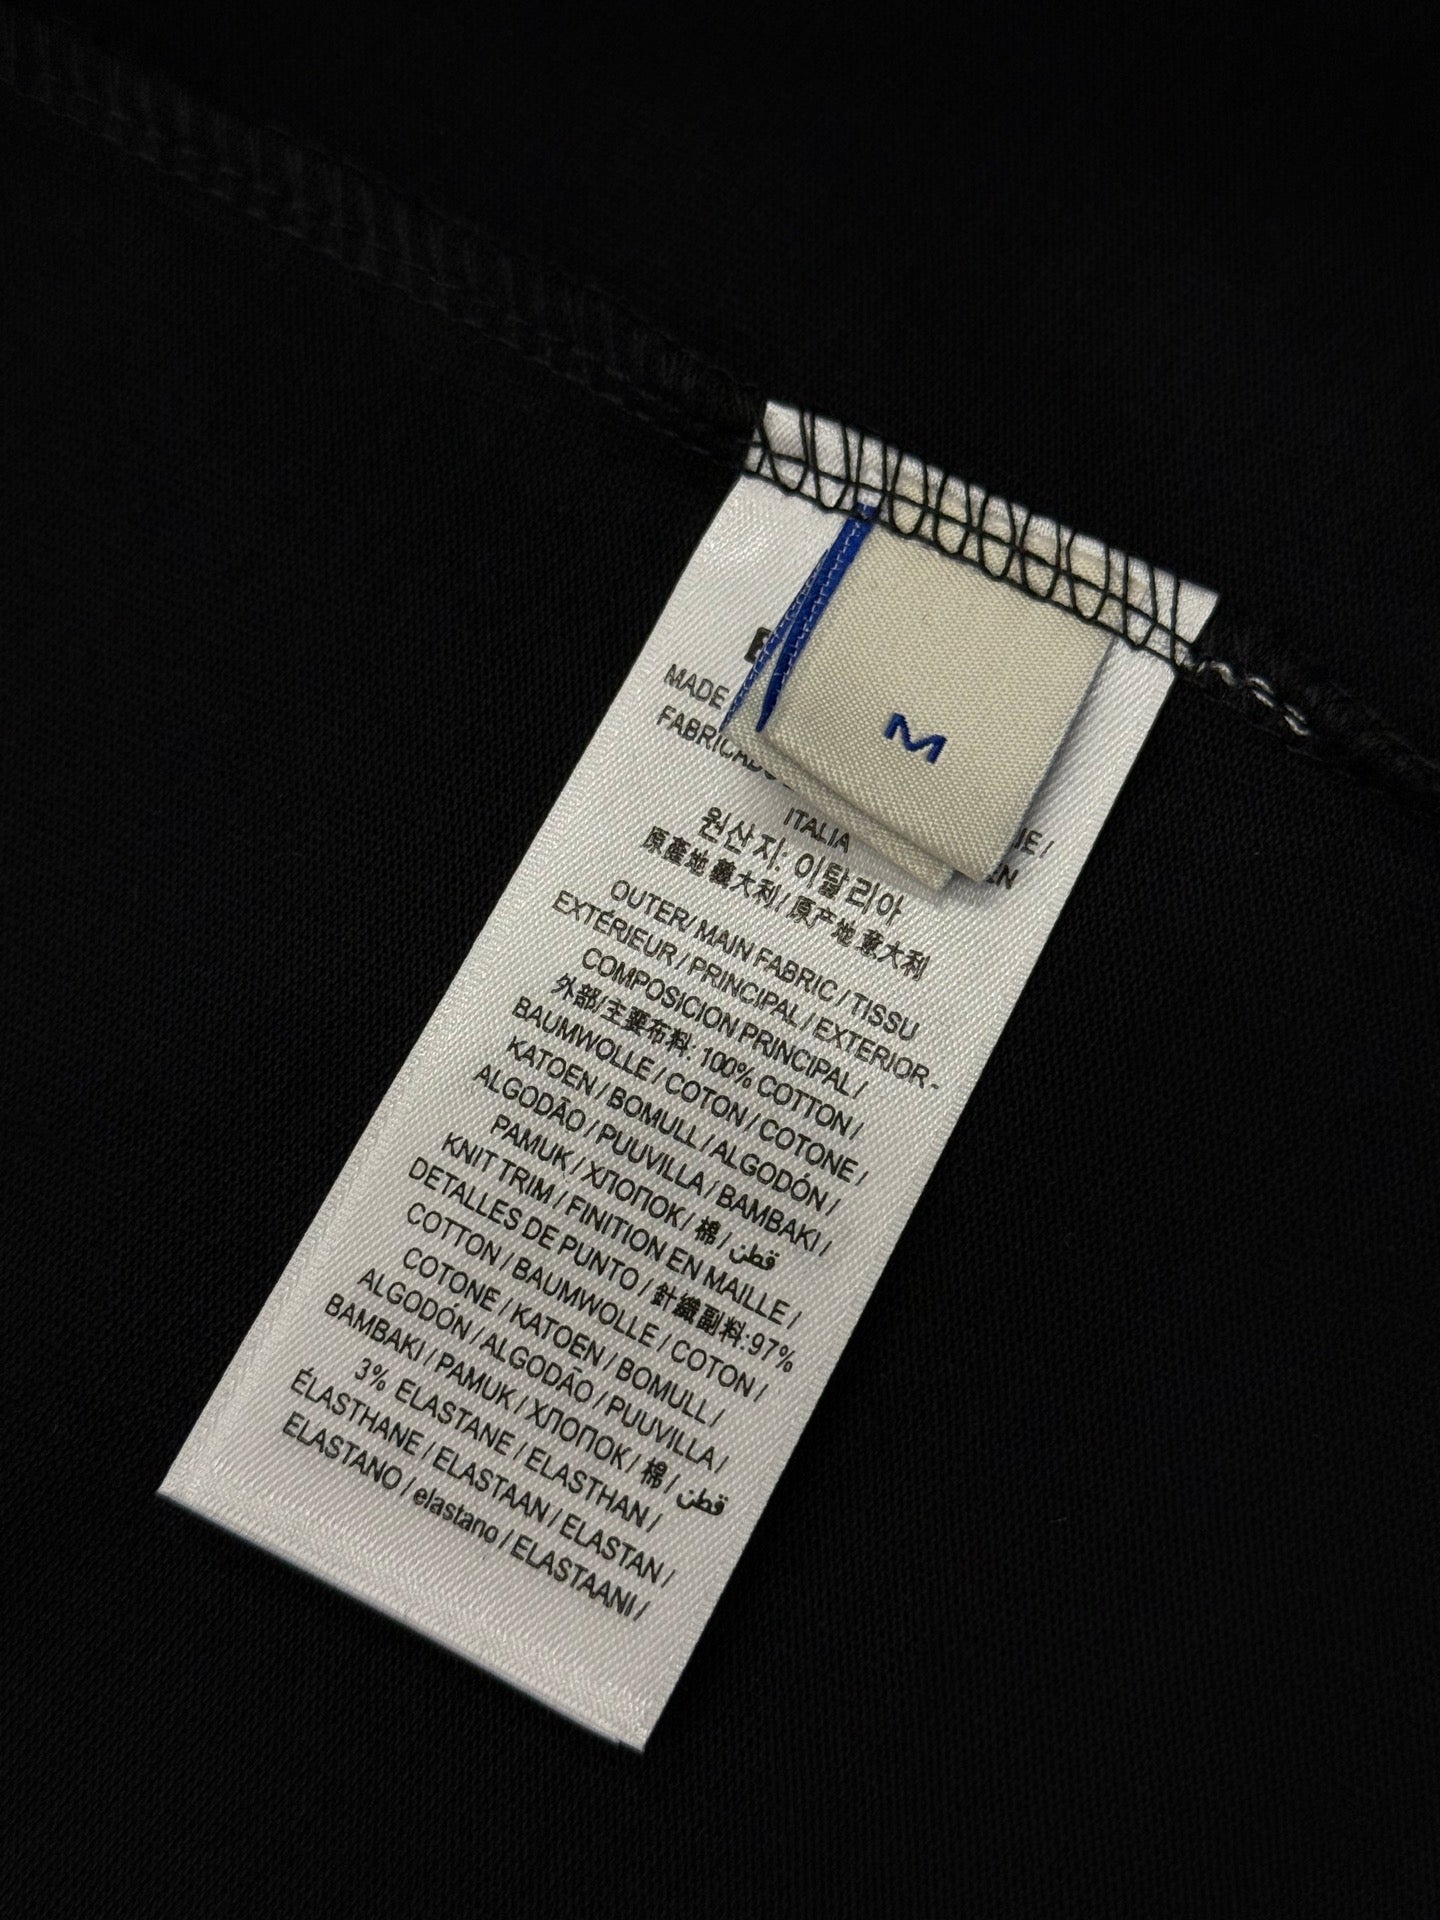 M
MADE
ITALIA
원산지: 이탈리아
原產地 義大利 / 原产地 意大利
OUTER/ MAIN FABRIC / TISSU
EXTÉRIEUR / PRINCIPAL / EXTERIOR-
COMPOSICION PRINCIPAL /
外部/主要布料: 100% COTTON /
BAUMWOLLE / COTON / COTONE /
KATOEN / BOMULL / ALGODÓN /
ALGODÃO / PUUVILLA / BAMBAKI /
PAMUK / ХЛОПОК / 棉 / قطن
KNIT TRIM / FINITION EN MAILLE /
DETALLES DE PUNTO / 針織副料:97%
COTTON / BAUMWOLLE / COTON /
COTONE / KATOEN / BOMULL /
ALGODÓN / ALGODÃO / PUUVILLA /
BAMBAKI / PAMUK / ХЛОПОК / 棉 / قطن
3% ELASTANE / ELASTHAN /
ÉLASTHANE / ELASTAAN / ELASTAN /
ELASTANO / elastano / ELASTAANI /